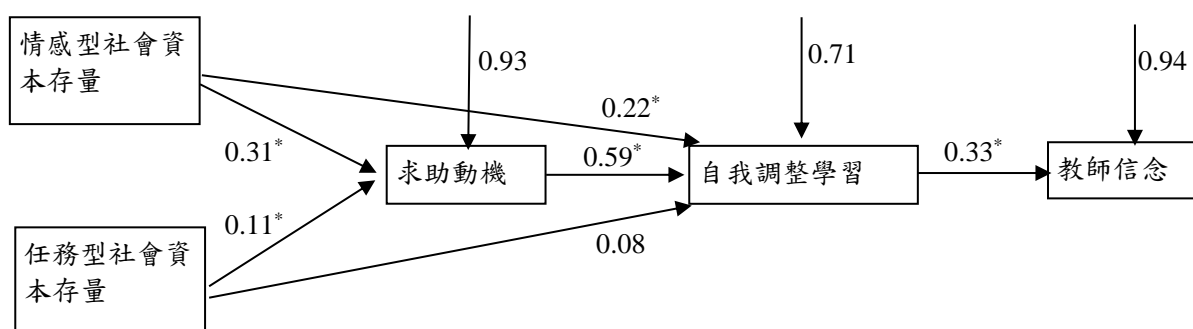 情感型社會資
本存量
0.93
0.71
0.94
0.22*
0.31*
求助動機
0.59*
自我調整學習
0.33*
教師信念
0.11*
0.08
任務型社會資
本存量